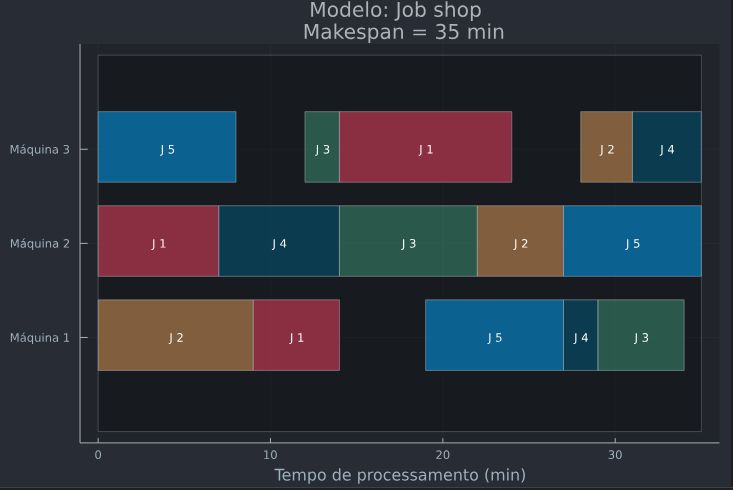 Modelo: Job shop
Makespan = 35 min
Máquina 3
J 5
J 3
J 1
J 2
J 4
Máquina 2
J 1
J 4
J 3
J 2
J 5
Máquina 1
J 2
J 1
J 5
J 4
J 3
0
10
20
30
Tempo de processamento (min)